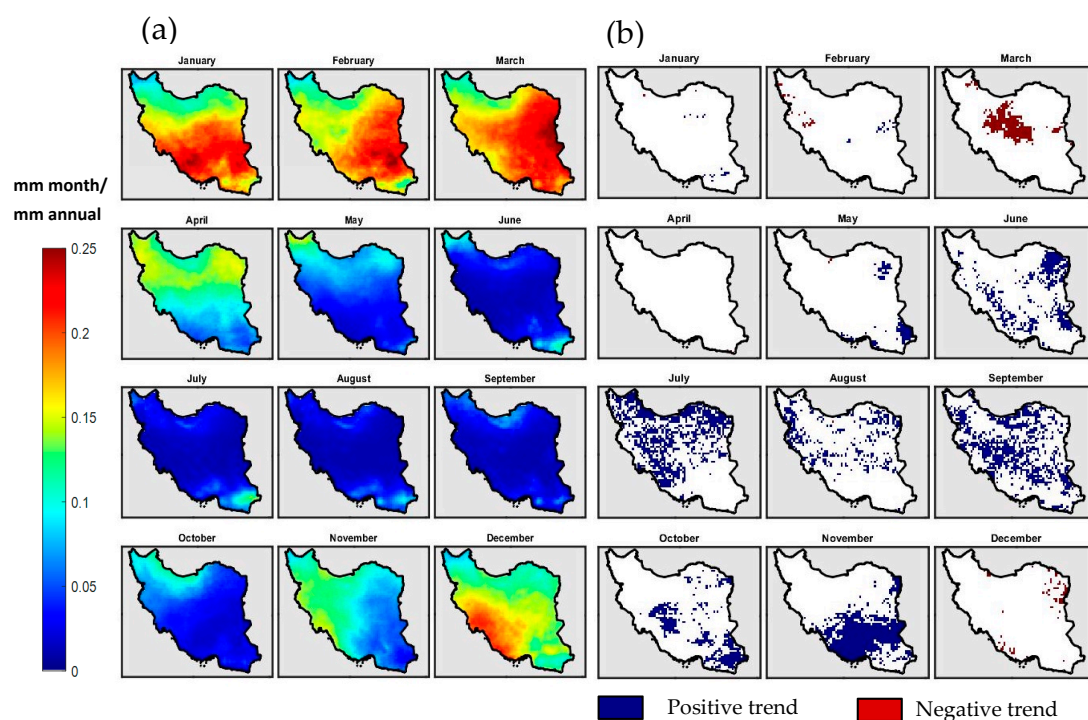 (a)
(b)
January
February
March
January
February
March
mm month/
mm annual
April
May
June
April
May
June
0.25
0.2
0.15
0.1
0.05
0
July
August
September
July
August
September
October
November
December
October
November
December
Positive trend
Negative trend